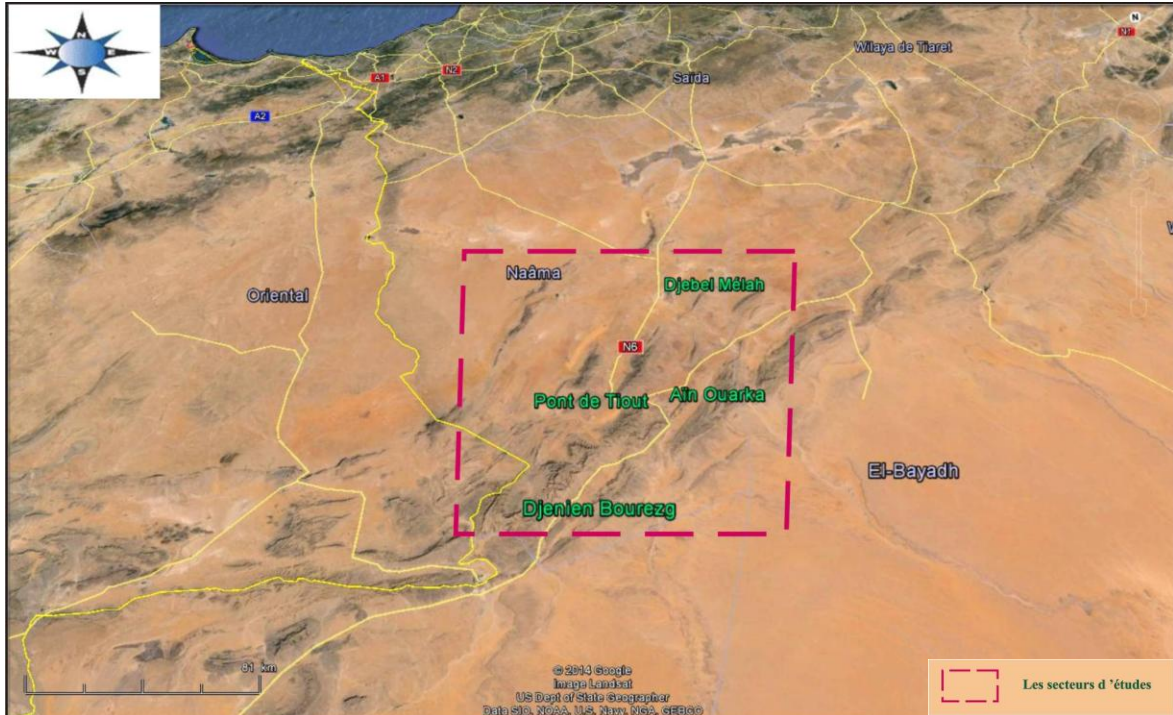 N
W E
S
N
N1
Wilaya de Tiaret
Saïda
A1
N2
A2
Naâma
Djebel Mélah
Oriental
N6
Pont de Tiout
Aïn Ouarka
El-Bayadh
Djenien Bourezg
81 km
© 2014 Google
Image Landsat
US Dept of State Geographer
Data SIO, NOAA, U.S. Navy, NGA, GEBCO
Les secteurs d ’études